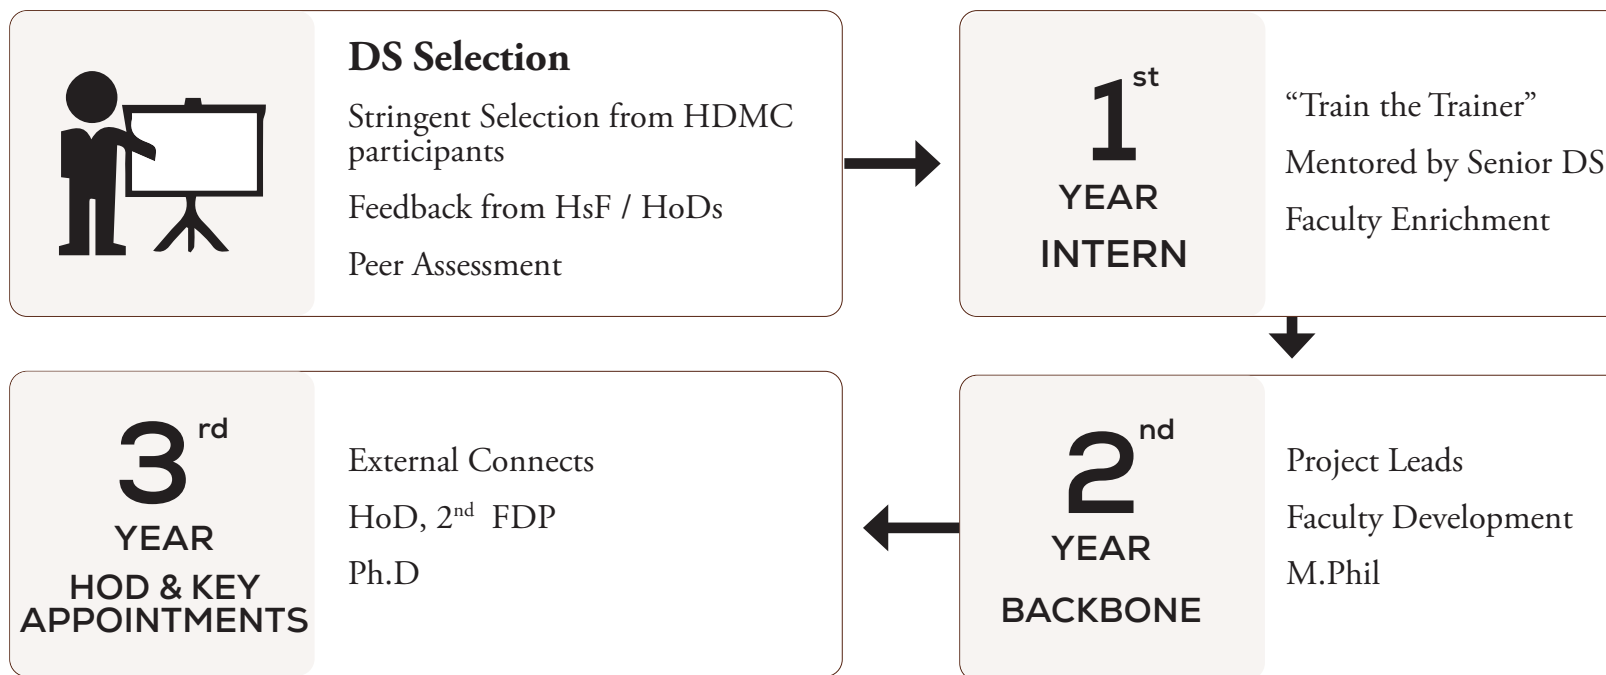 DS Selection
Stringent Selection from HDMC
participants
Feedback from HsF / HoDs
Peer Assessment
1st
YEAR
INTERN
“Train the Trainer”
Mentored by Senior DS
Faculty Enrichment
2nd
YEAR
BACKBONE
Project Leads
Faculty Development
M.Phil
3rd
YEAR
HOD & KEY
APPOINTMENTS
External Connects
HoD, 2nd FDP
Ph.D